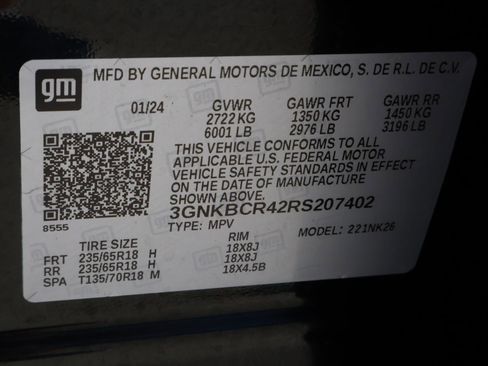 gm
MFD BY GENERAL MOTORS DE MEXICO, S. DE R.L. DE C.V.
01/24 GVWR GAWR FRT GAWR RR
2722 KG 1350 KG 1450 KG
6001 LB 2976 LB 3196 LB
THIS VEHICLE CONFORMS TO ALL
APPLICABLE U.S. FEDERAL MOTOR
VEHICLE SAFETY STANDARDS IN EFFECT
ON THE DATE OF MANUFACTURE
3GNKBCR42RS207402
8555 TYPE: MPV MODEL: 221NK26
TIRE SIZE RIM
FRT 235/65R18 H 18X8J
RR 235/65R18 H 18X8J
SPA T135/70R18 M 18X4.5B